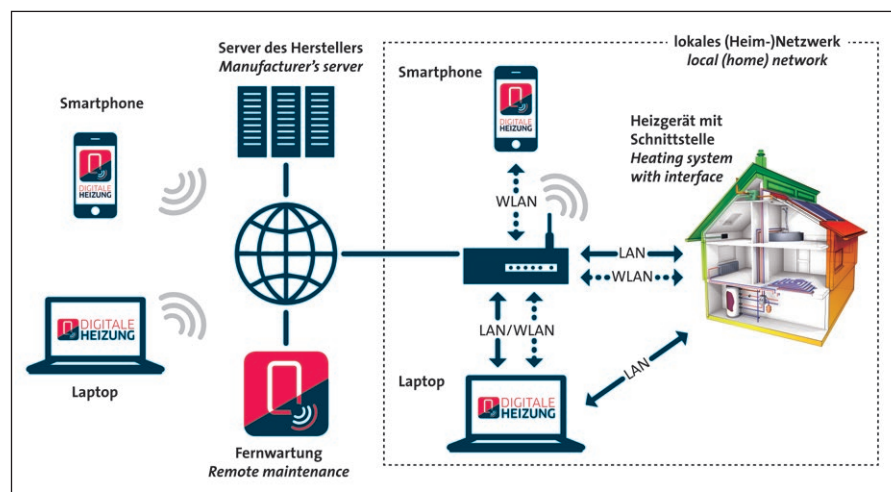 Server des Herstellers
Manufacturer's server
lokales (Heim-)Netzwerk
local (home) network
Smartphone
DIGITALE
HEIZUNG
Smartphone
DIGITALE
HEIZUNG
Heizgerät mit
Schnittstelle
Heating system
with interface
WLAN
LAN
WLAN
LAN/WLAN
LAN
DIGITALE
HEIZUNG
Laptop
Laptop
DIGITALE
HEIZUNG
Fernwartung
Remote maintenance